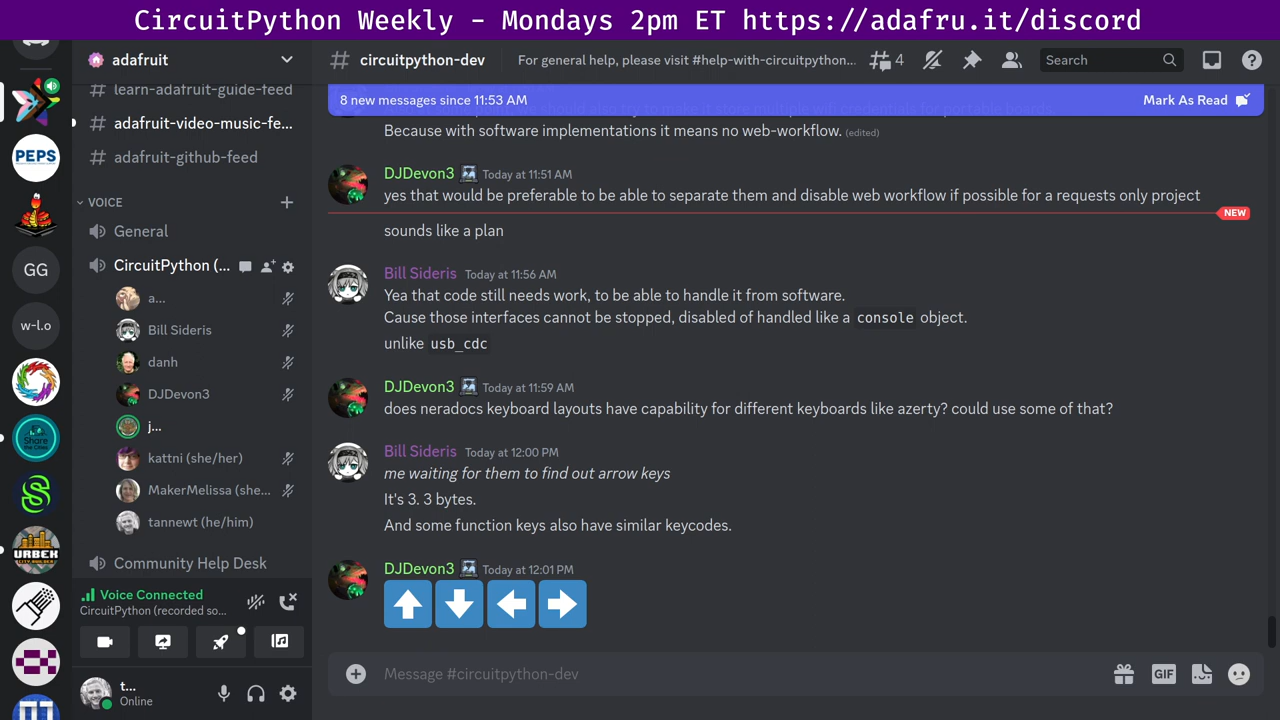 CircuitPython Weekly - Mondays 2pm ET https://adafru.it/discord
adafruit
# circuitpython-dev
For general help, please visit #help-with-circuitpython...
4
Search
# learn-adafruit-guide-feed
# adafruit-video-music-fe...
# adafruit-github-feed
VOICE
General
CircuitPython (...
a...
Bill Sideris
danh
DJDevon3
j...
kattni (she/her)
MakerMelissa (she...
tannewt (he/him)
Community Help Desk
Voice Connected
CircuitPython (recorded so...
t...
Online
PEPS
GG
w-l.o
Share
the Cities
URBEK
CITY BUILDER
8 new messages since 11:53 AM
Mark As Read
Because with software implementations it means no web-workflow. (edited)
DJDevon3 Today at 11:51 AM
yes that would be preferable to be able to separate them and disable web workflow if possible for a requests only project
NEW
sounds like a plan
Bill Sideris Today at 11:56 AM
Yea that code still needs work, to be able to handle it from software.
Cause those interfaces cannot be stopped, disabled of handled like a console object.
unlike usb_cdc
DJDevon3 Today at 11:59 AM
does neradocs keyboard layouts have capability for different keyboards like azerty? could use some of that?
Bill Sideris Today at 12:00 PM
me waiting for them to find out arrow keys
It's 3. 3 bytes.
And some function keys also have similar keycodes.
DJDevon3 Today at 12:01 PM
Message #circuitpython-dev
GIF